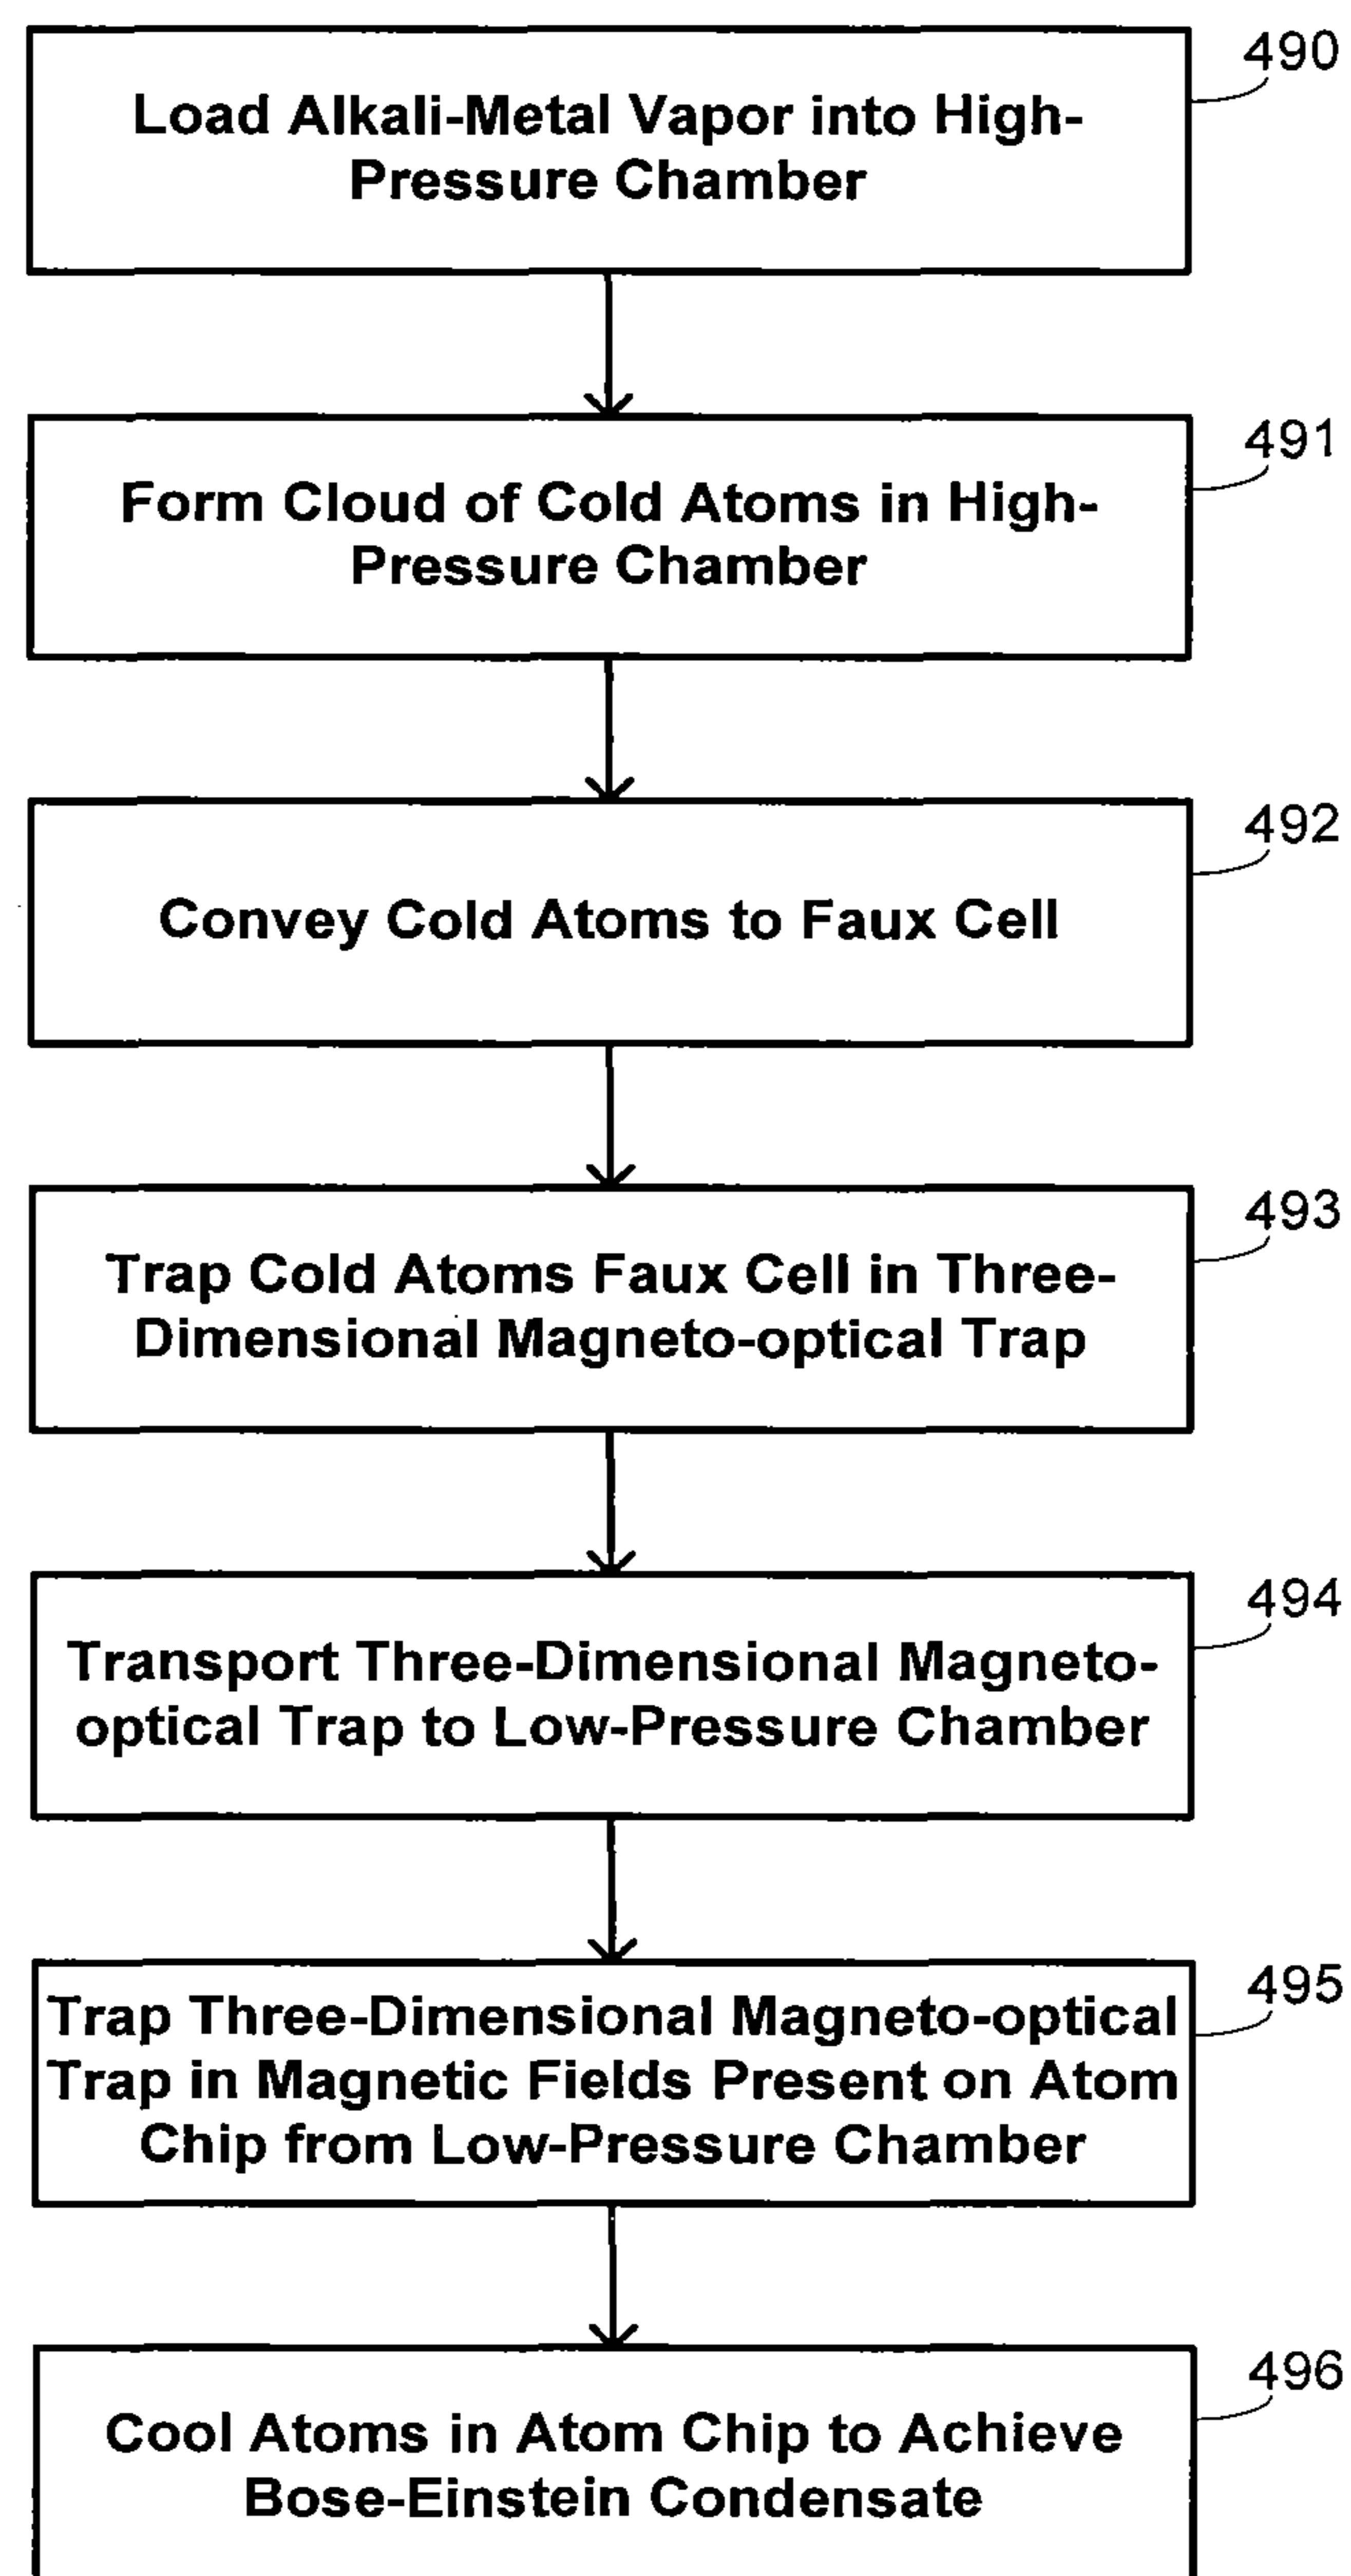 490
Load Alkali-Metal Vapor into High-
Pressure Chamber
491
Form Cloud of Cold Atoms in High-
Pressure Chamber
492
Convey Cold Atoms to Faux Cell
493
Trap Cold Atoms Faux Cell in Three-
Dimensional Magneto-optical Trap
494
Transport Three-Dimensional Magneto-
optical Trap to Low-Pressure Chamber
495
Trap Three-Dimensional Magneto-optical
Trap in Magnetic Fields Present on Atom
Chip from Low-Pressure Chamber
496
Cool Atoms in Atom Chip to Achieve
Bose-Einstein Condensate